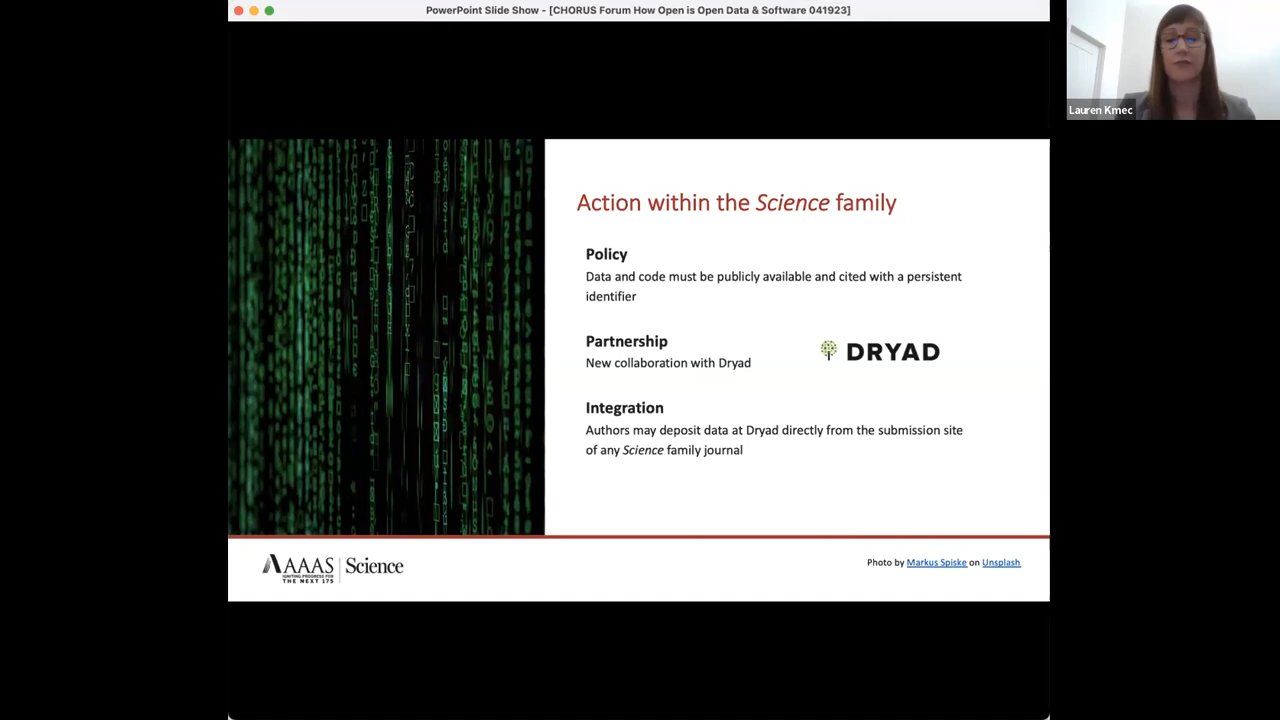 PowerPoint Slide Show - [CHORUS Forum How Open is Open Data & Software 041923]
Lauren Kmec
Action within the Science family
Policy
Data and code must be publicly available and cited with a persistent
identifier
Partnership
New collaboration with Dryad
DRYAD
Integration
Authors may deposit data at Dryad directly from the submission site
of any Science family journal
AAAS | Science
IGNITING PROGRESS FOR
THE NEXT 175
Photo by Markus Spiske on Unsplash